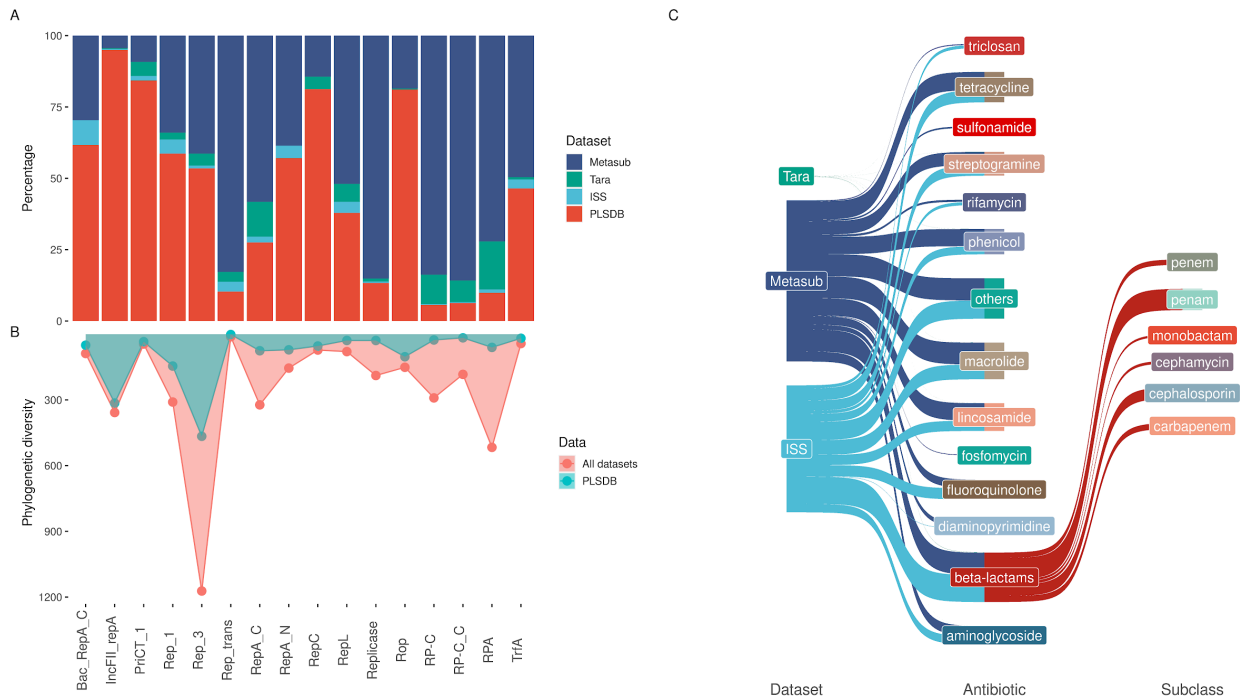 A
100
75
50
25
0
Percentage
Dataset
Metasub
Tara
ISS
PLSDB
B
300
600
900
1200
Phylogenetic diversity
Data
All datasets
PLSDB
Bac_RepA_C
IncFII_repA
PriCT_1
Rep_1
Rep_3
Rep_trans
RepA_C
RepA_N
RepC
RepL
Replicase
Rop
RP-C
RP-C_C
RPA
TrfA
C
Tara
Metasub
ISS
triclosan
tetracycline
sulfonamide
streptogramine
rifamycin
phenicol
others
macrolide
lincosamide
fosfomycin
fluoroquinolone
diaminopyrimidine
beta-lactams
aminoglycoside
penem
penam
monobactam
cephamycin
cephalosporin
carbapenem
Dataset
Antibiotic
Subclass